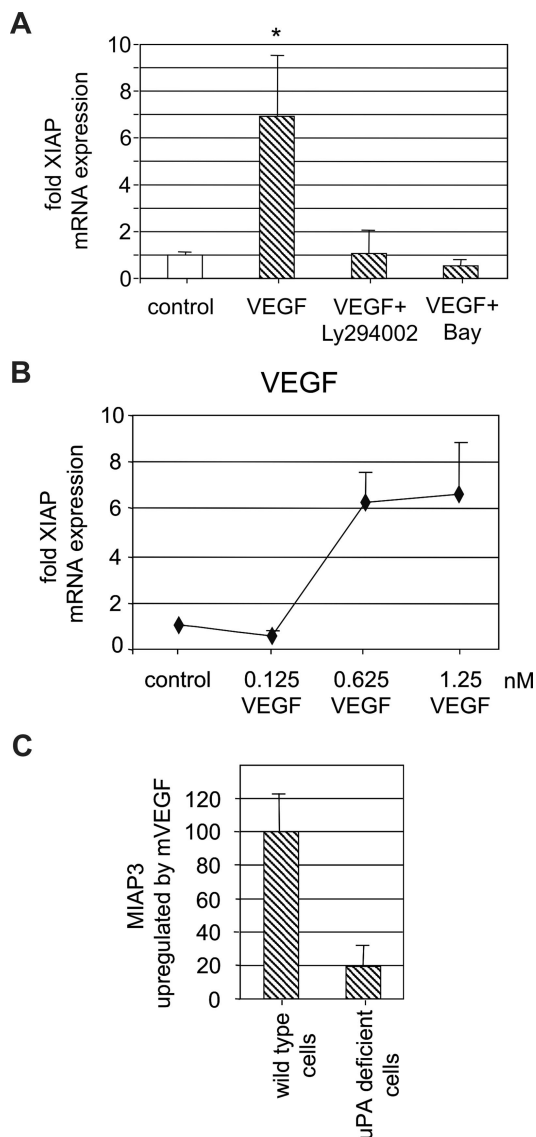 A
fold XIAP
mRNA expression
10
8
6
4
2
0
*
control
VEGF
VEGF+
Ly294002
VEGF+
Bay
B
VEGF
fold XIAP
mRNA expression
10
8
6
4
2
0
control
0.125
VEGF
0.625
VEGF
1.25
VEGF
nM
C
MIAP3
upregulated by mVEGF
120
100
80
60
40
20
0
wild type
cells
uPA deficient
cells